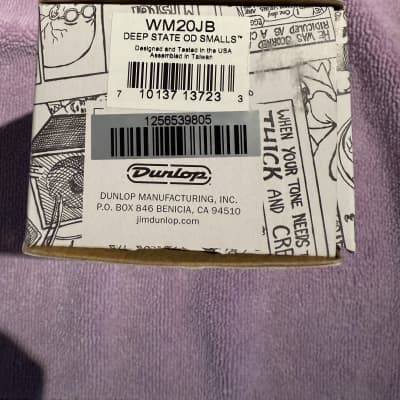 WM20JB
DEEP STATE OD SMALLS™
Designed and Tested in the USA
Assembled in Taiwan
7 10137 13723 3
1256539805
Dunlop
DUNLOP MANUFACTURING, INC.
P.O. BOX 846 BENICIA, CA 94510
jimdunlop.com
HE WAS
SCORRED
RIDICULED AS A
WHEN YOUR TONE NEEDS
THICK AND CRE